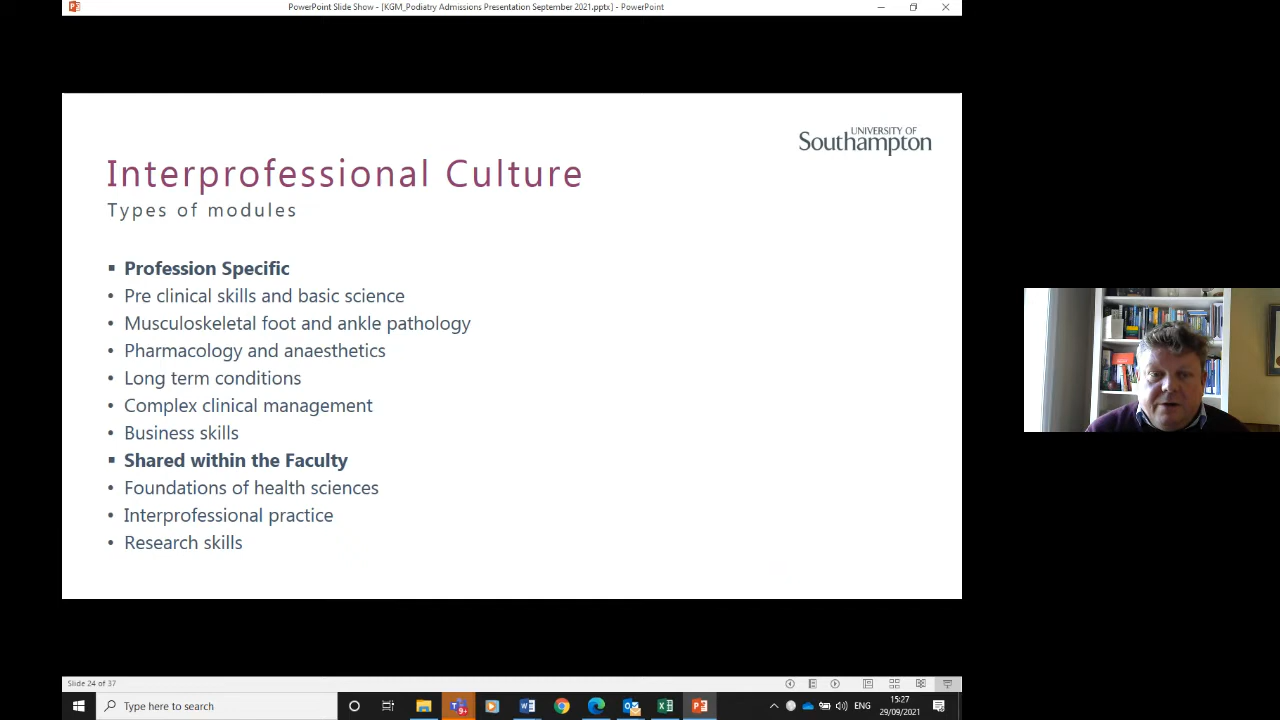 PowerPoint Slide Show - [KGM_Podiatry Admissions Presentation September 2021.pptx] - PowerPoint
UNIVERSITY OF
Southampton
Interprofessional Culture
Types of modules
▪ Profession Specific
• Pre clinical skills and basic science
• Musculoskeletal foot and ankle pathology
• Pharmacology and anaesthetics
• Long term conditions
• Complex clinical management
• Business skills
▪ Shared within the Faculty
• Foundations of health sciences
• Interprofessional practice
• Research skills
Slide 24 of 37
Type here to search
9+
ENG
15:27
29/09/2021